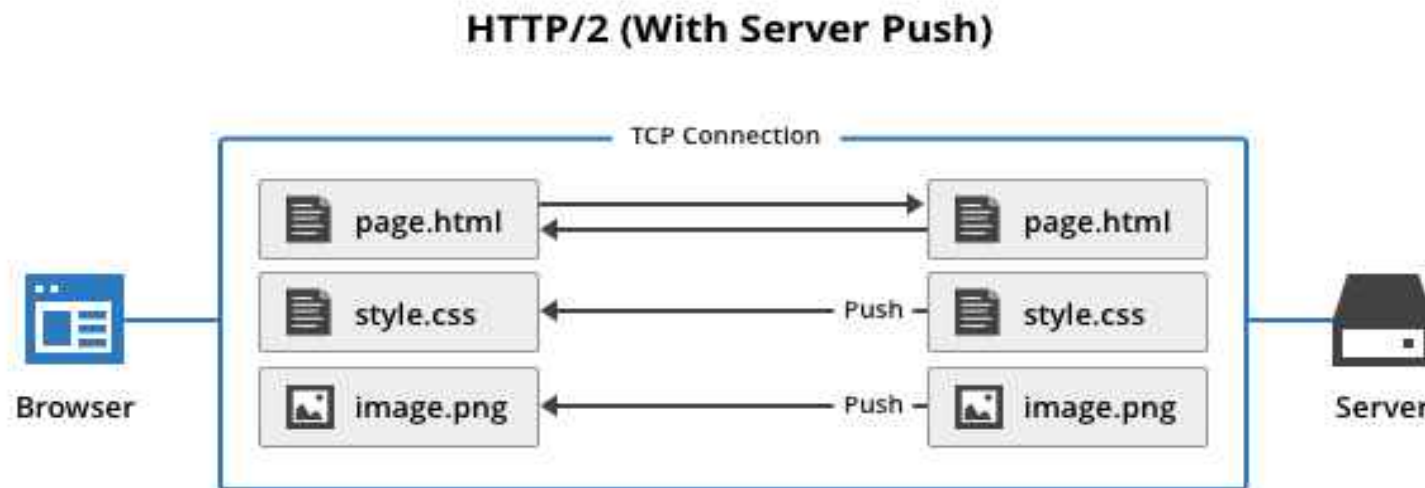 HTTP/2 (With Server Push)
TCP Connection
page.html
page.html
style.css
Push
style.css
image.png
Push
image.png
Browser
Server